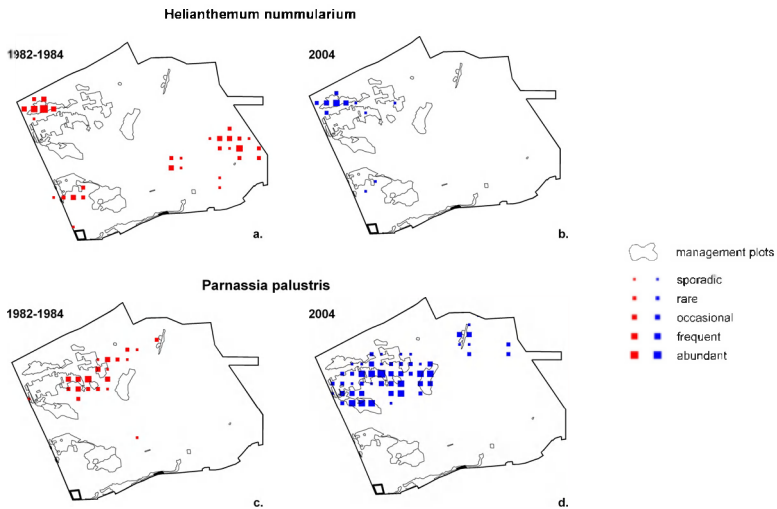 Helianthemum nummularium
1982-1984
2004
a.
b.
management plots
sporadic
rare
occasional
frequent
abundant
Parnassia palustris
1982-1984
2004
c.
d.